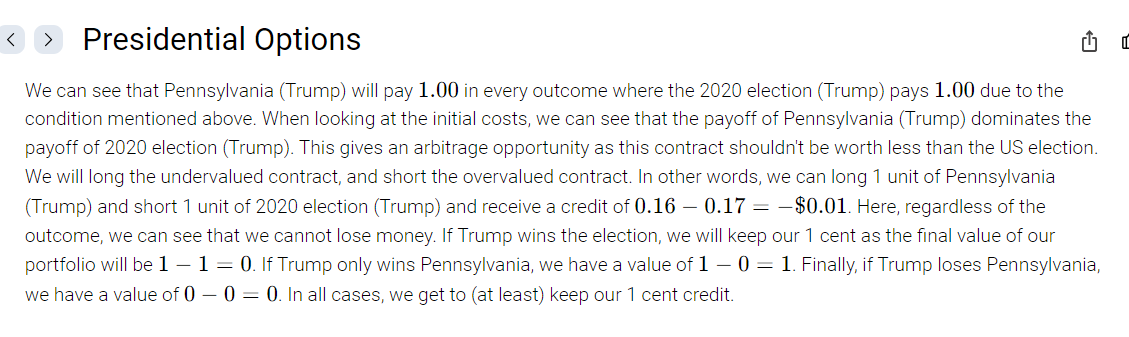 Presidential Options
We can see that Pennsylvania (Trump) will pay 1.00 in every outcome where the 2020 election (Trump) pays 1.00 due to the
condition mentioned above. When looking at the initial costs, we can see that the payoff of Pennsylvania (Trump) dominates the
payoff of 2020 election (Trump). This gives an arbitrage opportunity as this contract shouldn't be worth less than the US election.
We will long the undervalued contract, and short the overvalued contract. In other words, we can long 1 unit of Pennsylvania
(Trump) and short 1 unit of 2020 election (Trump) and receive a credit of 0.16 − 0.17 = −$0.01. Here, regardless of the
outcome, we can see that we cannot lose money. If Trump wins the election, we will keep our 1 cent as the final value of our
portfolio will be 1 − 1 = 0. If Trump only wins Pennsylvania, we have a value of 1 − 0 = 1. Finally, if Trump loses Pennsylvania,
we have a value of 0 − 0 = 0. In all cases, we get to (at least) keep our 1 cent credit.